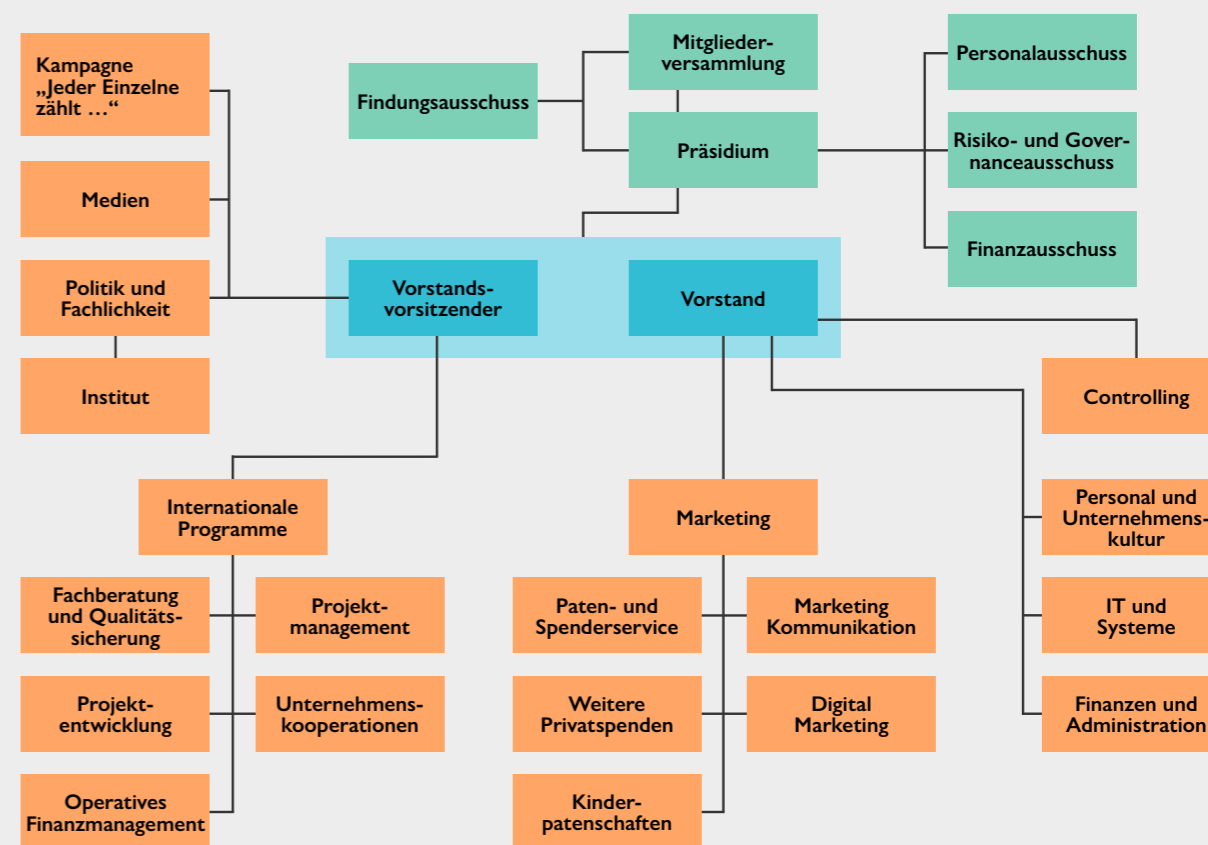 Kampagne
„Jeder Einzelne
zählt …“
Medien
Politik und
Fachlichkeit
Institut
Findungsausschuss
Mitglieder-
versammlung
Präsidium
Personalausschuss
Risiko- und Gover-
nanceausschuss
Finanzausschuss
Vorstands-
vorsitzender
Vorstand
Controlling
Internationale
Programme
Fachberatung
und Qualitäts-
sicherung
Projekt-
management
Projekt-
entwicklung
Unternehmens-
kooperationen
Operatives
Finanzmanagement
Marketing
Paten- und
Spenderservice
Marketing
Kommunikation
Weitere
Privatspenden
Digital
Marketing
Kinder-
patenschaften
Personal und
Unternehmens-
kultur
IT und
Systeme
Finanzen und
Administration